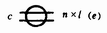 c n × l (e)